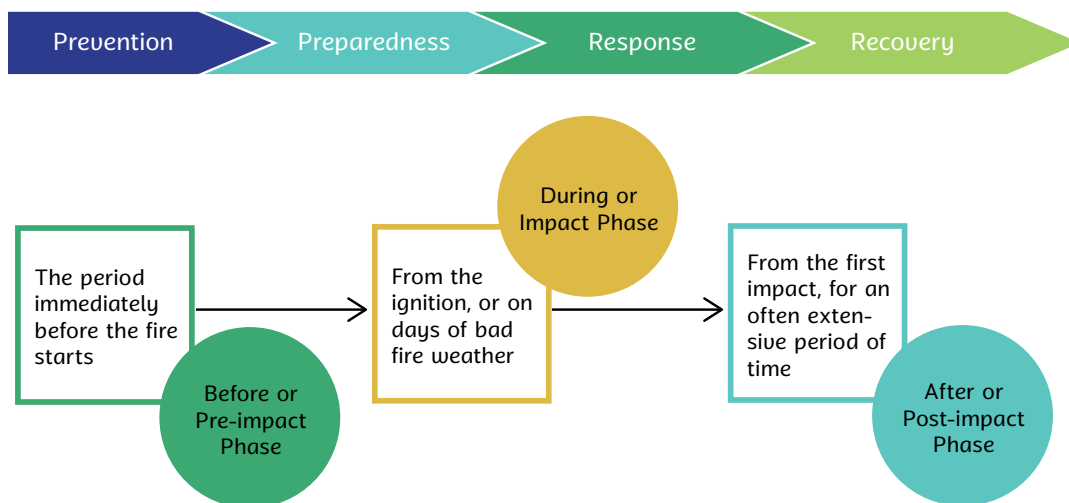 Prevention
Preparedness
Response
Recovery
The period
immediately
before the fire
starts
Before or
Pre-impact
Phase
From the
ignition, or on
days of bad
fire weather
During or
Impact Phase
From the first
impact, for an
often exten-
sive period of
time
After or
Post-impact
Phase